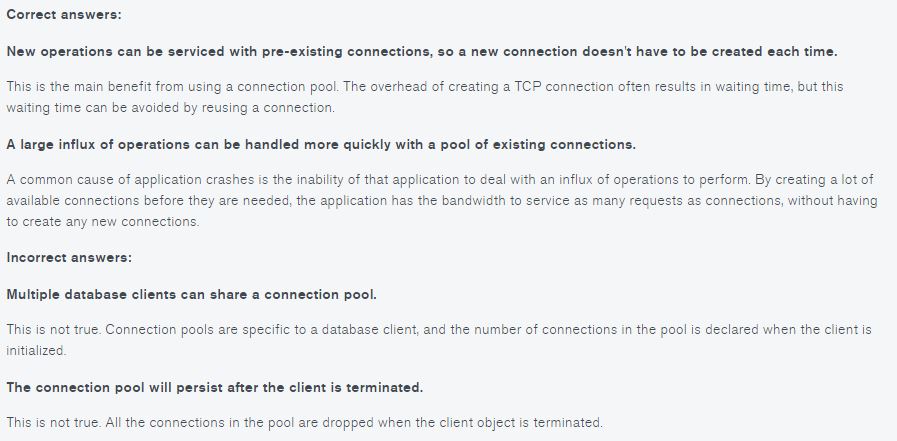 Correct answers:
New operations can be serviced with pre-existing connections, so a new connection doesn't have to be created each time.
This is the main benefit from using a connection pool. The overhead of creating a TCP connection often results in waiting time, but this
waiting time can be avoided by reusing a connection.
A large influx of operations can be handled more quickly with a pool of existing connections.
A common cause of application crashes is the inability of that application to deal with an influx of operations to perform. By creating a lot of
available connections before they are needed, the application has the bandwidth to service as many requests as connections, without having
to create any new connections.
Incorrect answers:
Multiple database clients can share a connection pool.
This is not true. Connection pools are specific to a database client, and the number of connections in the pool is declared when the client is
initialized.
The connection pool will persist after the client is terminated.
This is not true. All the connections in the pool are dropped when the client object is terminated.